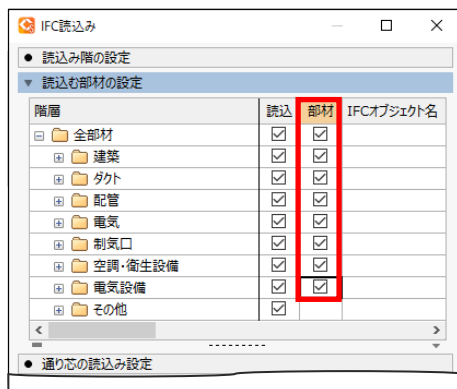 IFC読込み
● 読込み階の設定
▼ 読込む部材の設定
階層 読込 部材 IFCオブジェクト名
全部材
建築
ダクト
配管
電気
制気口
空調・衛生設備
電気設備
その他
● 通り芯の読込み設定